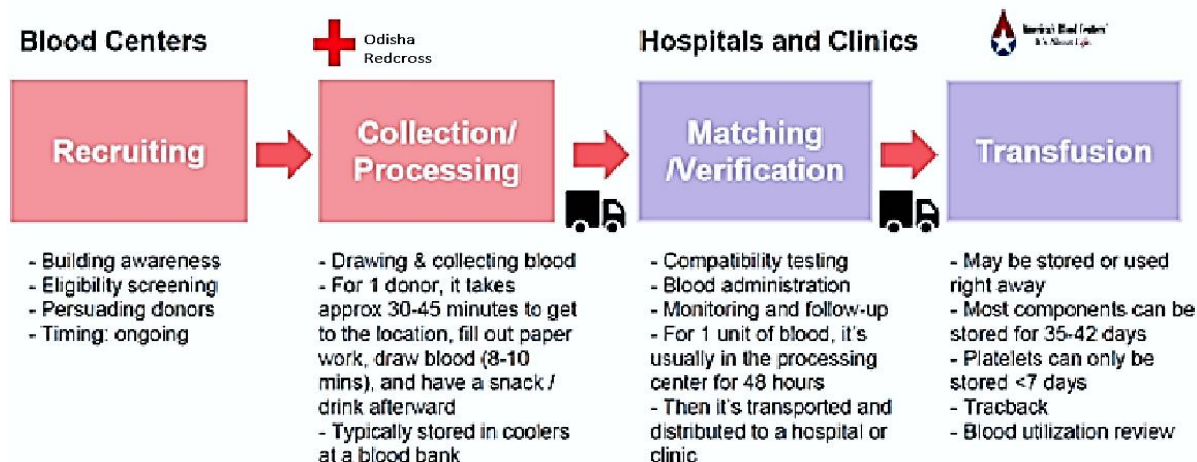 Blood Centers
Odisha
Redcross
Hospitals and Clinics
Recruiting
Collection/
Processing
Matching
/Verification
Transfusion
- Building awareness
- Eligibility screening
- Persuading donors
- Timing: ongoing
- Drawing & collecting blood
- For 1 donor, it takes
approx 30-45 minutes to get
to the location, fill out paper
work, draw blood (8-10
mins), and have a snack /
drink afterward
- Typically stored in coolers
at a blood bank
- Compatibility testing
- Blood administration
- Monitoring and follow-up
- For 1 unit of blood, it's
usually in the processing
center for 48 hours
- Then it's transported and
distributed to a hospital or
clinic
- May be stored or used
right away
- Most components can be
stored for 35-42 days
- Platelets can only be
stored <7 days
- Tracback
- Blood utilization review